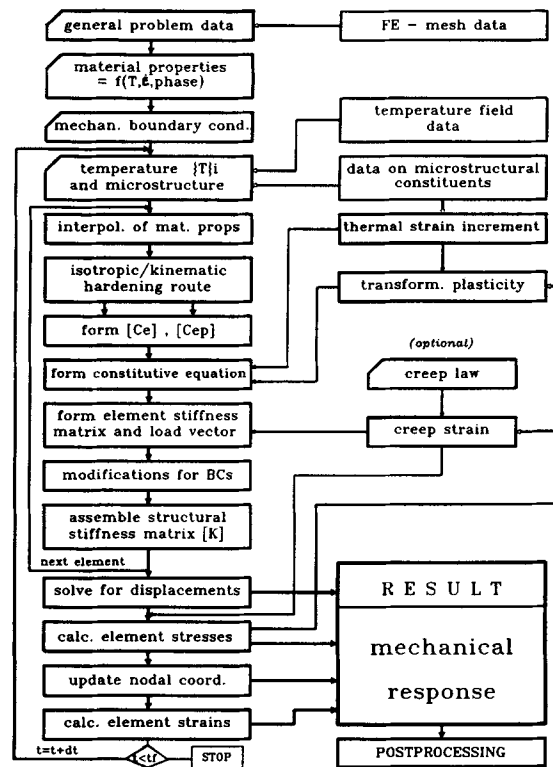 general problem data
FE - mesh data
material properties
= f(T,ε̇,phase)
mechan. boundary cond.
temperature field
data
temperature {T}i
and microstructure
data on microstructural
constituents
interpol. of mat. props
thermal strain increment
isotropic/kinematic
hardening route
transform. plasticity
form [Ce] , [Cep]
(optional)
form constitutive equation
creep law
form element stiffness
matrix and load vector
creep strain
modifications for BCs
assemble structural
stiffness matrix [K]
next element
solve for displacements
RESULT
calc. element stresses
mechanical
response
update nodal coord.
calc. element strains
t=t+dt
t<tf
STOP
POSTPROCESSING